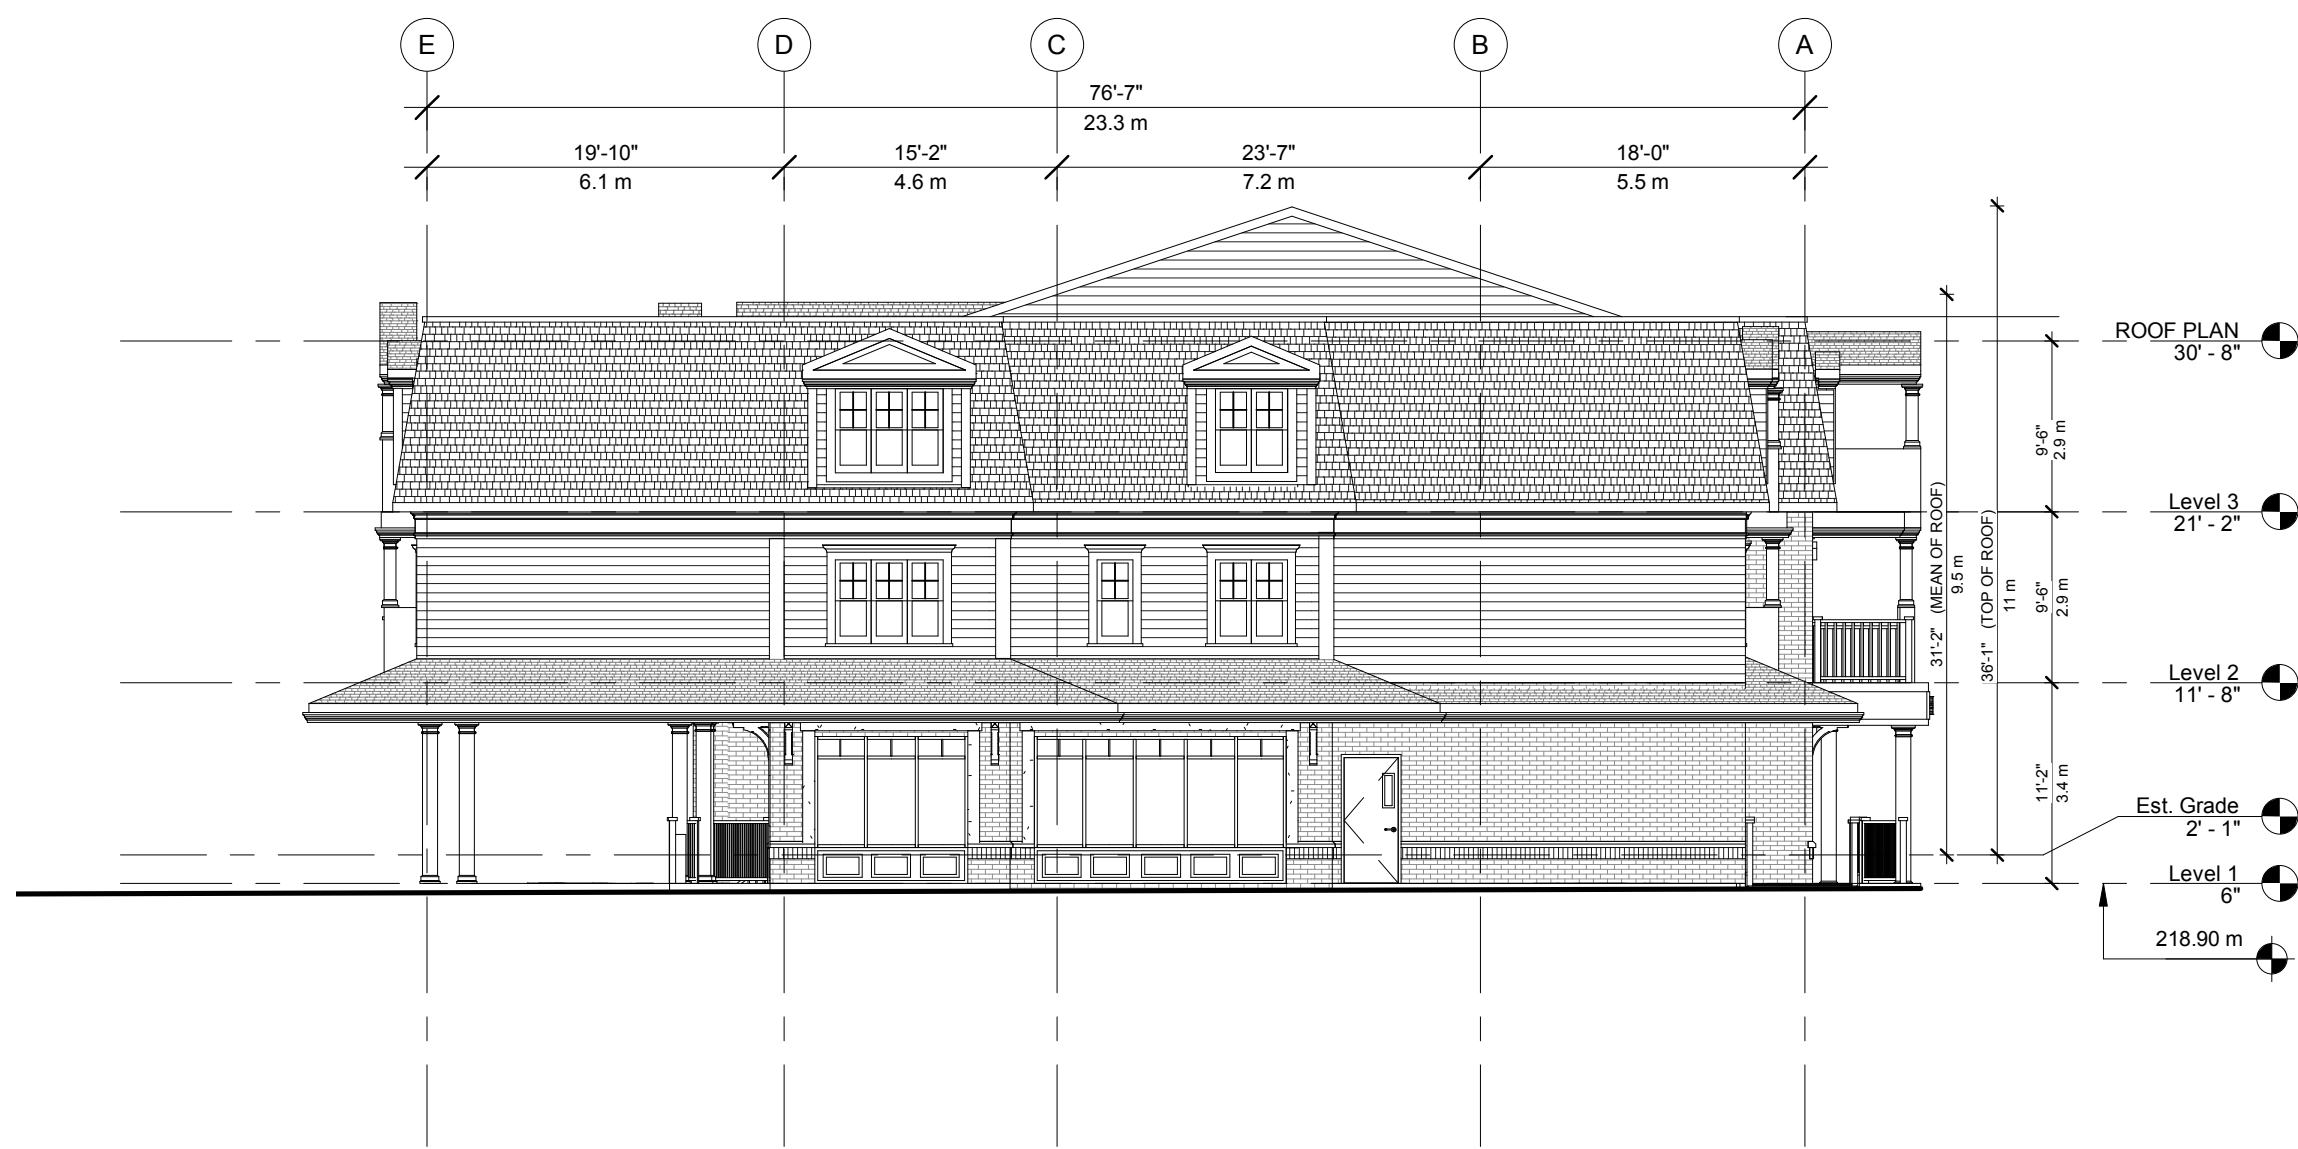 E
D
C
B
A
76'-7"
23.3 m
19'-10"
15'-2"
23'-7"
18'-0"
6.1 m
4.6 m
7.2 m
5.5 m
ROOF PLAN
30' - 8"
9'-6"
2.9 m
Level 3
21' - 2"
31'-2" (MEAN OF ROOF)
9.5 m
36'-1" (TOP OF ROOF)
11 m
9'-6"
2.9 m
Level 2
11' - 8"
11'-2"
3.4 m
Est. Grade
2' - 1"
Level 1
6"
218.90 m